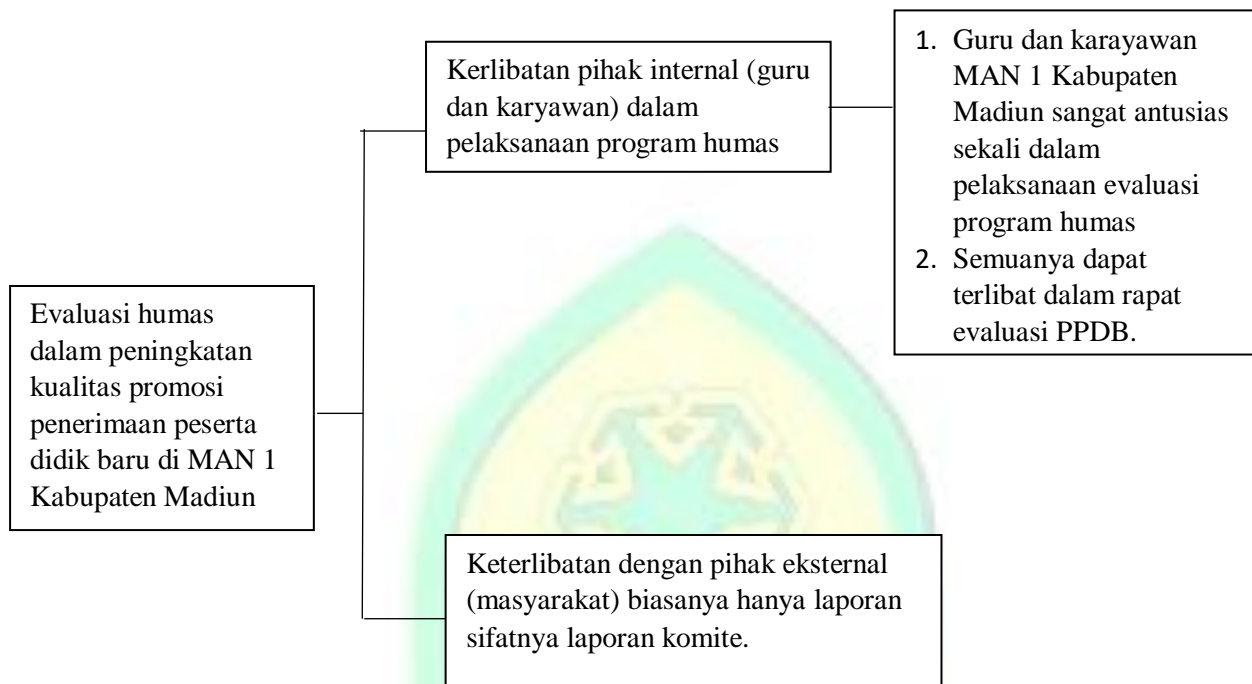 Evaluasi humas
dalam peningkatan
kualitas promosi
penerimaan peserta
didik baru di MAN 1
Kabupaten Madiun
Kerlibatan pihak internal (guru
dan karyawan) dalam
pelaksanaan program humas
1. Guru dan karayawan
MAN 1 Kabupaten
Madiun sangat antusias
sekali dalam
pelaksanaan evaluasi
program humas
2. Semuanya dapat
terlibat dalam rapat
evaluasi PPDB.
Keterlibatan dengan pihak eksternal
(masyarakat) biasanya hanya laporan
sifatnya laporan komite.